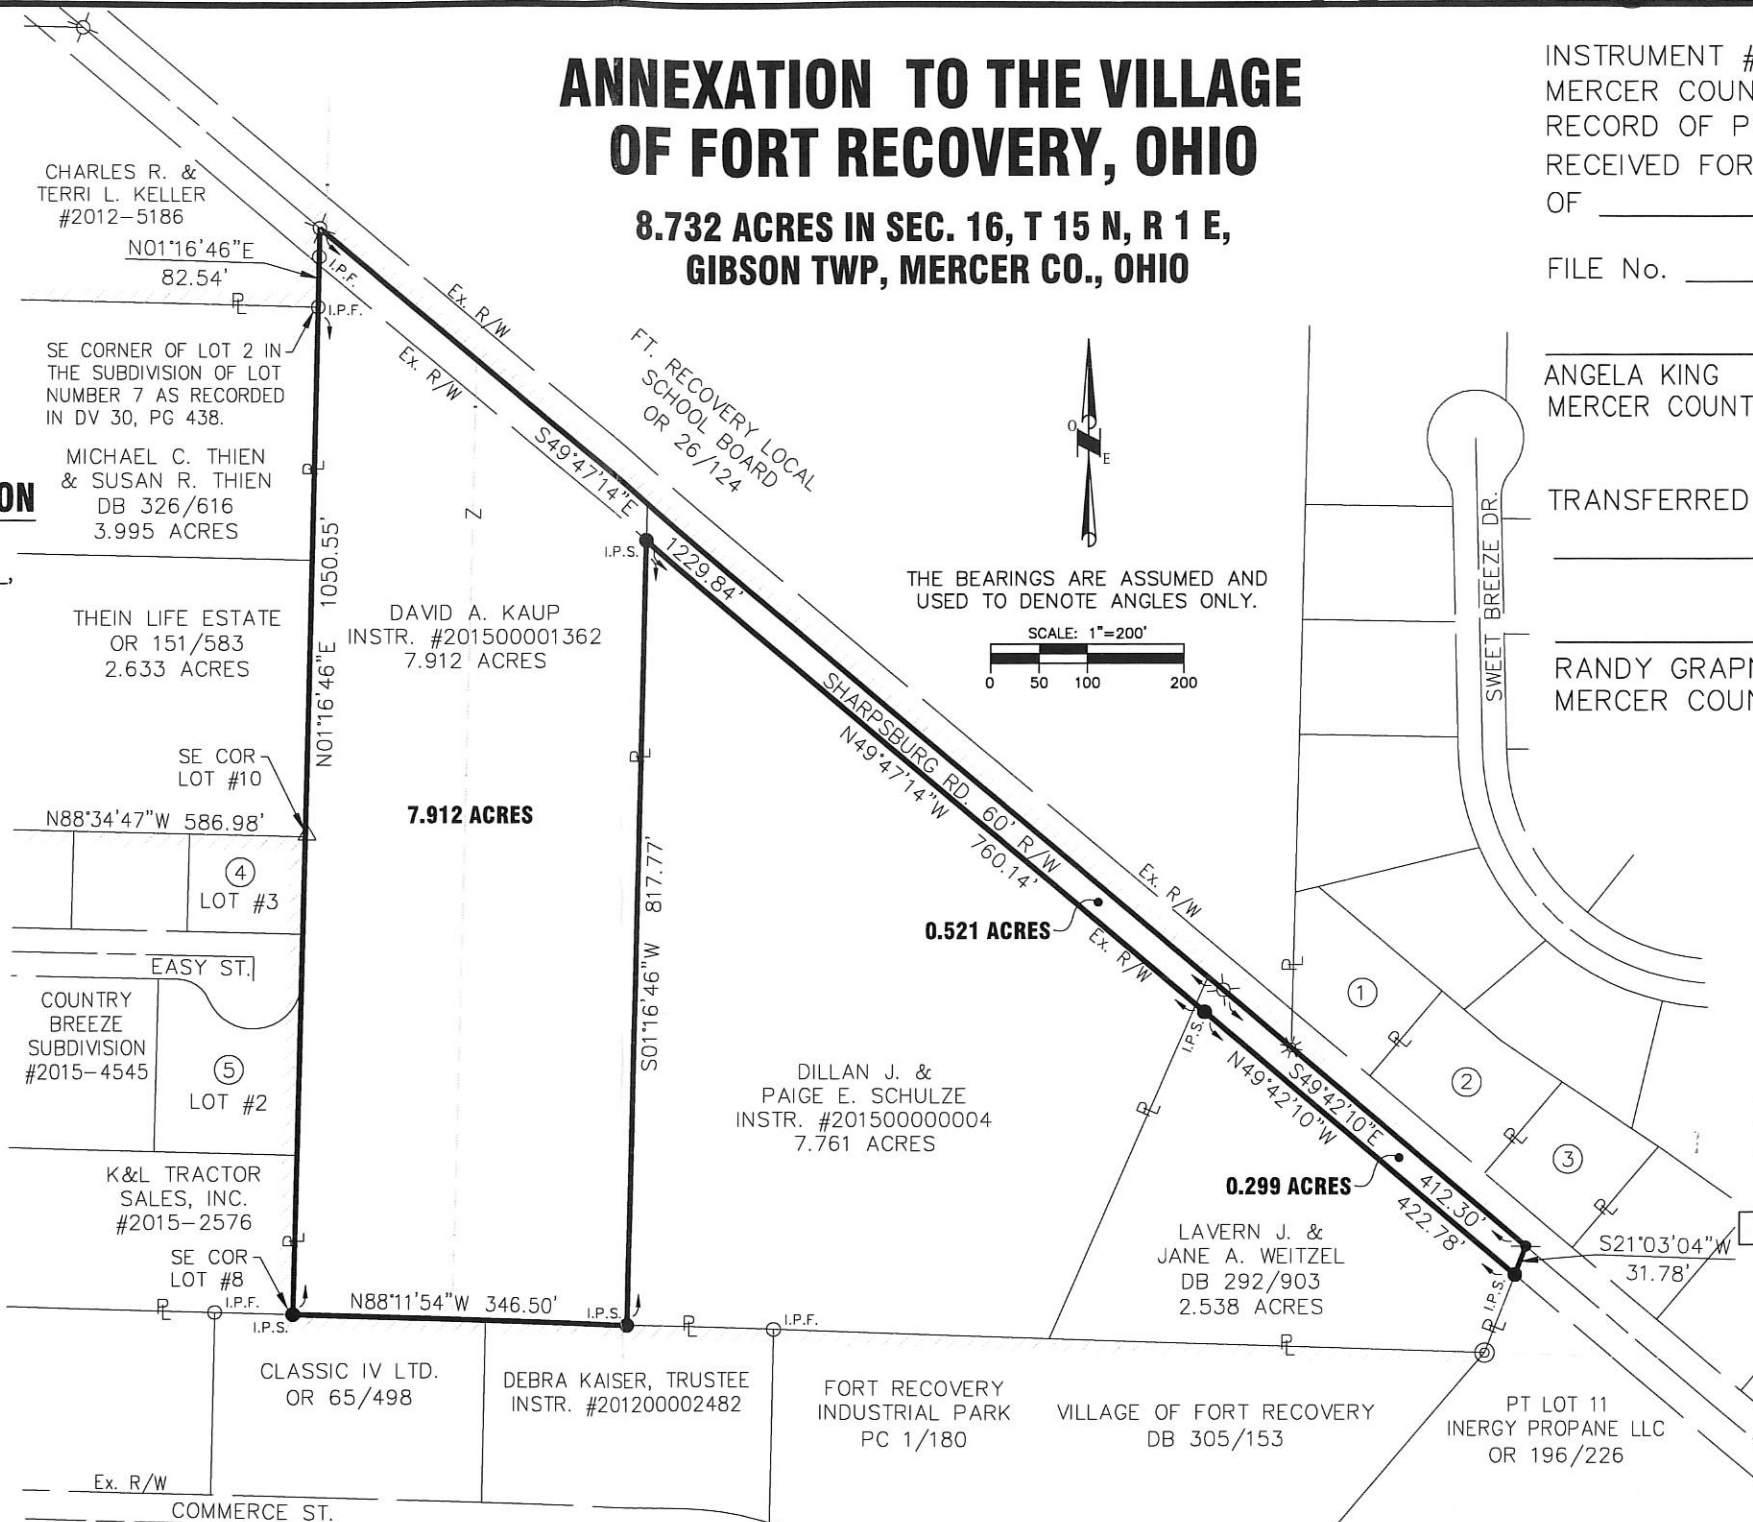 ANNEXATION TO THE VILLAGE
OF FORT RECOVERY, OHIO
8.732 ACRES IN SEC. 16, T 15 N, R 1 E,
GIBSON TWP, MERCER CO., OHIO
INSTRUMENT #
MERCER COUN
RECORD OF P
RECEIVED FOR
OF
FILE No.
ANGELA KING
MERCER COUNT
TRANSFERRED
RANDY GRAP
MERCER COUN
CHARLES R. &
TERRI L. KELLER
#2012-5186
N01°16'46"E
82.54'
I.P.F.
PL
I.P.F.
SE CORNER OF LOT 2 IN
THE SUBDIVISION OF LOT
NUMBER 7 AS RECORDED
IN DV 30, PG 438.
MICHAEL C. THIEN
& SUSAN R. THIEN
DB 326/616
3.995 ACRES
ON
PL
Ex. R/W
Ex. R/W
FT. RECOVERY LOCAL
SCHOOL BOARD
OR 26/124
S49°47'14"E
1229.84'
I.P.S.
Z
O
E
THE BEARINGS ARE ASSUMED AND
USED TO DENOTE ANGLES ONLY.
SCALE: 1"=200'
0 50 100 200
SWEET BREEZE DR.
THEIN LIFE ESTATE
OR 151/583
2.633 ACRES
N01°16'46"E 1050.55'
DAVID A. KAUP
INSTR. #201500001362
7.912 ACRES
SE COR
LOT #10
N88°34'47"W 586.98'
7.912 ACRES
PL
SHARPSBURG RD. 60' R/W
N49°47'14"W
760.14'
4
LOT #3
S01°16'46"W 817.77'
0.521 ACRES
Ex. R/W
Ex. R/W
EASY ST.
PL
COUNTRY
BREEZE
SUBDIVISION
#2015-4545
5
LOT #2
1
PL
2
PL
3
PL
I.P.S.
DILLAN J. &
PAIGE E. SCHULZE
INSTR. #201500000004
7.761 ACRES
PL
N49°42'10"W
S49°42'10"E
0.299 ACRES
412.30'
422.78'
K&L TRACTOR
SALES, INC.
#2015-2576
PL
SE COR
LOT #8
LAVERN J. &
JANE A. WEITZEL
DB 292/903
2.538 ACRES
S21°03'04"W
31.78'
I.P.S.
PL
PL
I.P.F.
I.P.S.
N88°11'54"W 346.50'
I.P.S.
PL
I.P.F.
PL
CLASSIC IV LTD.
OR 65/498
DEBRA KAISER, TRUSTEE
INSTR. #201200002482
FORT RECOVERY
INDUSTRIAL PARK
PC 1/180
VILLAGE OF FORT RECOVERY
DB 305/153
PT LOT 11
INERGY PROPANE LLC
OR 196/226
Ex. R/W
COMMERCE ST.